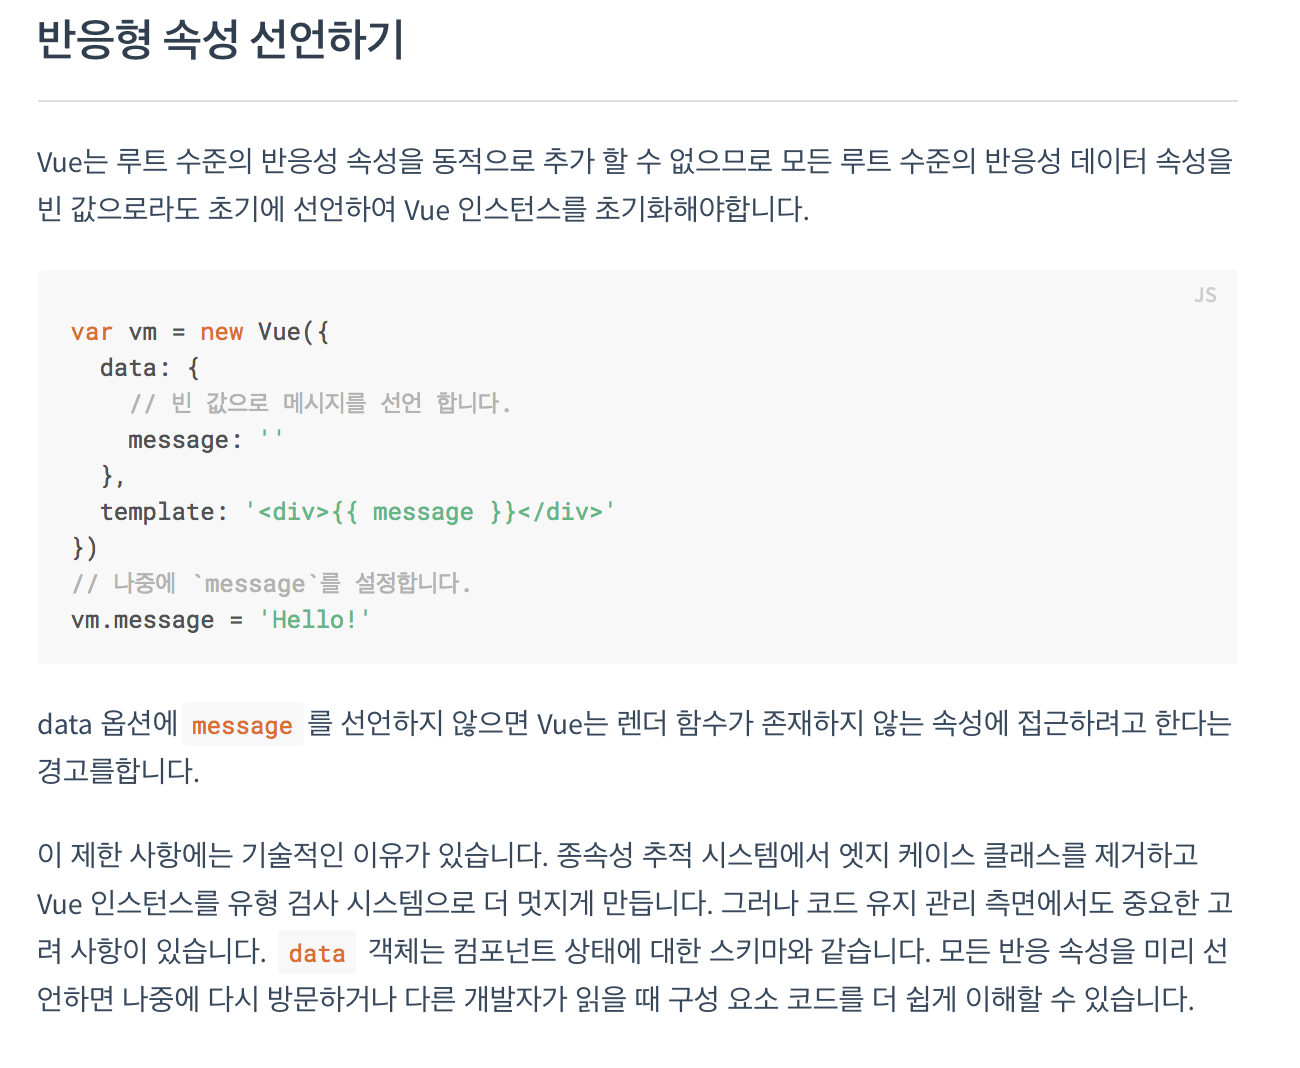 반응형 속성 선언하기
Vue는 루트 수준의 반응성 속성을 동적으로 추가 할 수 없으므로 모든 루트 수준의 반응성 데이터 속성을
빈 값으로라도 초기에 선언하여 Vue 인스턴스를 초기화해야합니다.
JS
var vm = new Vue({
  data: {
    // 빈 값으로 메시지를 선언 합니다.
    message: ''
  },
  template: '<div>{{ message }}</div>'
})
// 나중에 `message`를 설정합니다.
vm.message = 'Hello!'
data 옵션에 message 를 선언하지 않으면 Vue는 렌더 함수가 존재하지 않는 속성에 접근하려고 한다는
경고를합니다.
이 제한 사항에는 기술적인 이유가 있습니다. 종속성 추적 시스템에서 엣지 케이스 클래스를 제거하고
Vue 인스턴스를 유형 검사 시스템으로 더 멋지게 만듭니다. 그러나 코드 유지 관리 측면에서도 중요한 고
려 사항이 있습니다. data 객체는 컴포넌트 상태에 대한 스키마와 같습니다. 모든 반응 속성을 미리 선
언하면 나중에 다시 방문하거나 다른 개발자가 읽을 때 구성 요소 코드를 더 쉽게 이해할 수 있습니다.